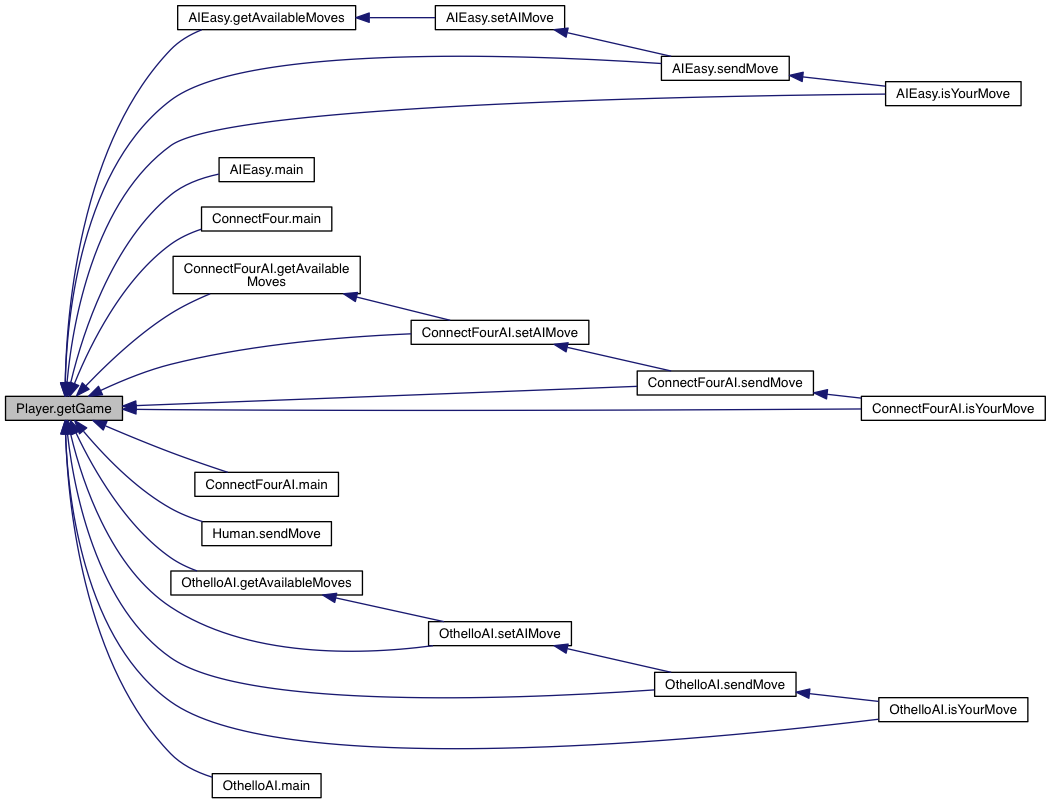 AIEasy.getAvailableMoves
AIEasy.setAIMove
AIEasy.sendMove
AIEasy.isYourMove
AIEasy.main
ConnectFour.main
ConnectFourAI.getAvailable
Moves
ConnectFourAI.setAIMove
ConnectFourAI.sendMove
Player.getGame
ConnectFourAI.isYourMove
ConnectFourAI.main
Human.sendMove
OthelloAI.getAvailableMoves
OthelloAI.setAIMove
OthelloAI.sendMove
OthelloAI.isYourMove
OthelloAI.main